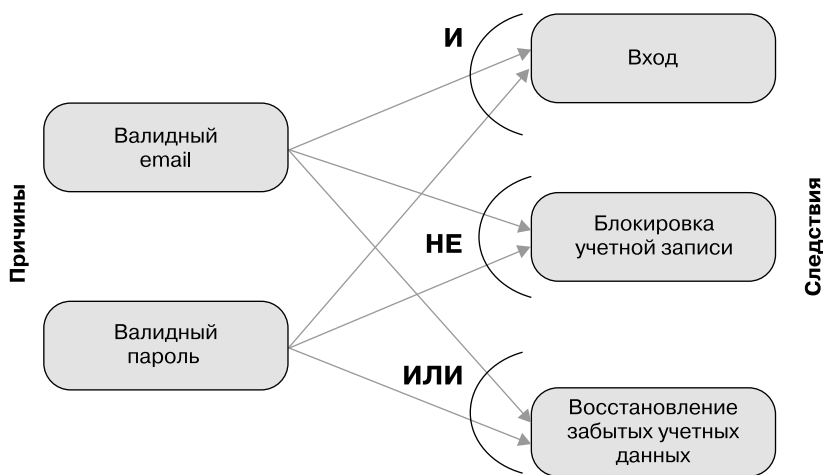 Причины
Валидный
email
Валидный
пароль
И
НЕ
ИЛИ
Вход
Блокировка
учетной записи
Восстановление
забытых учетных
данных
Следствия